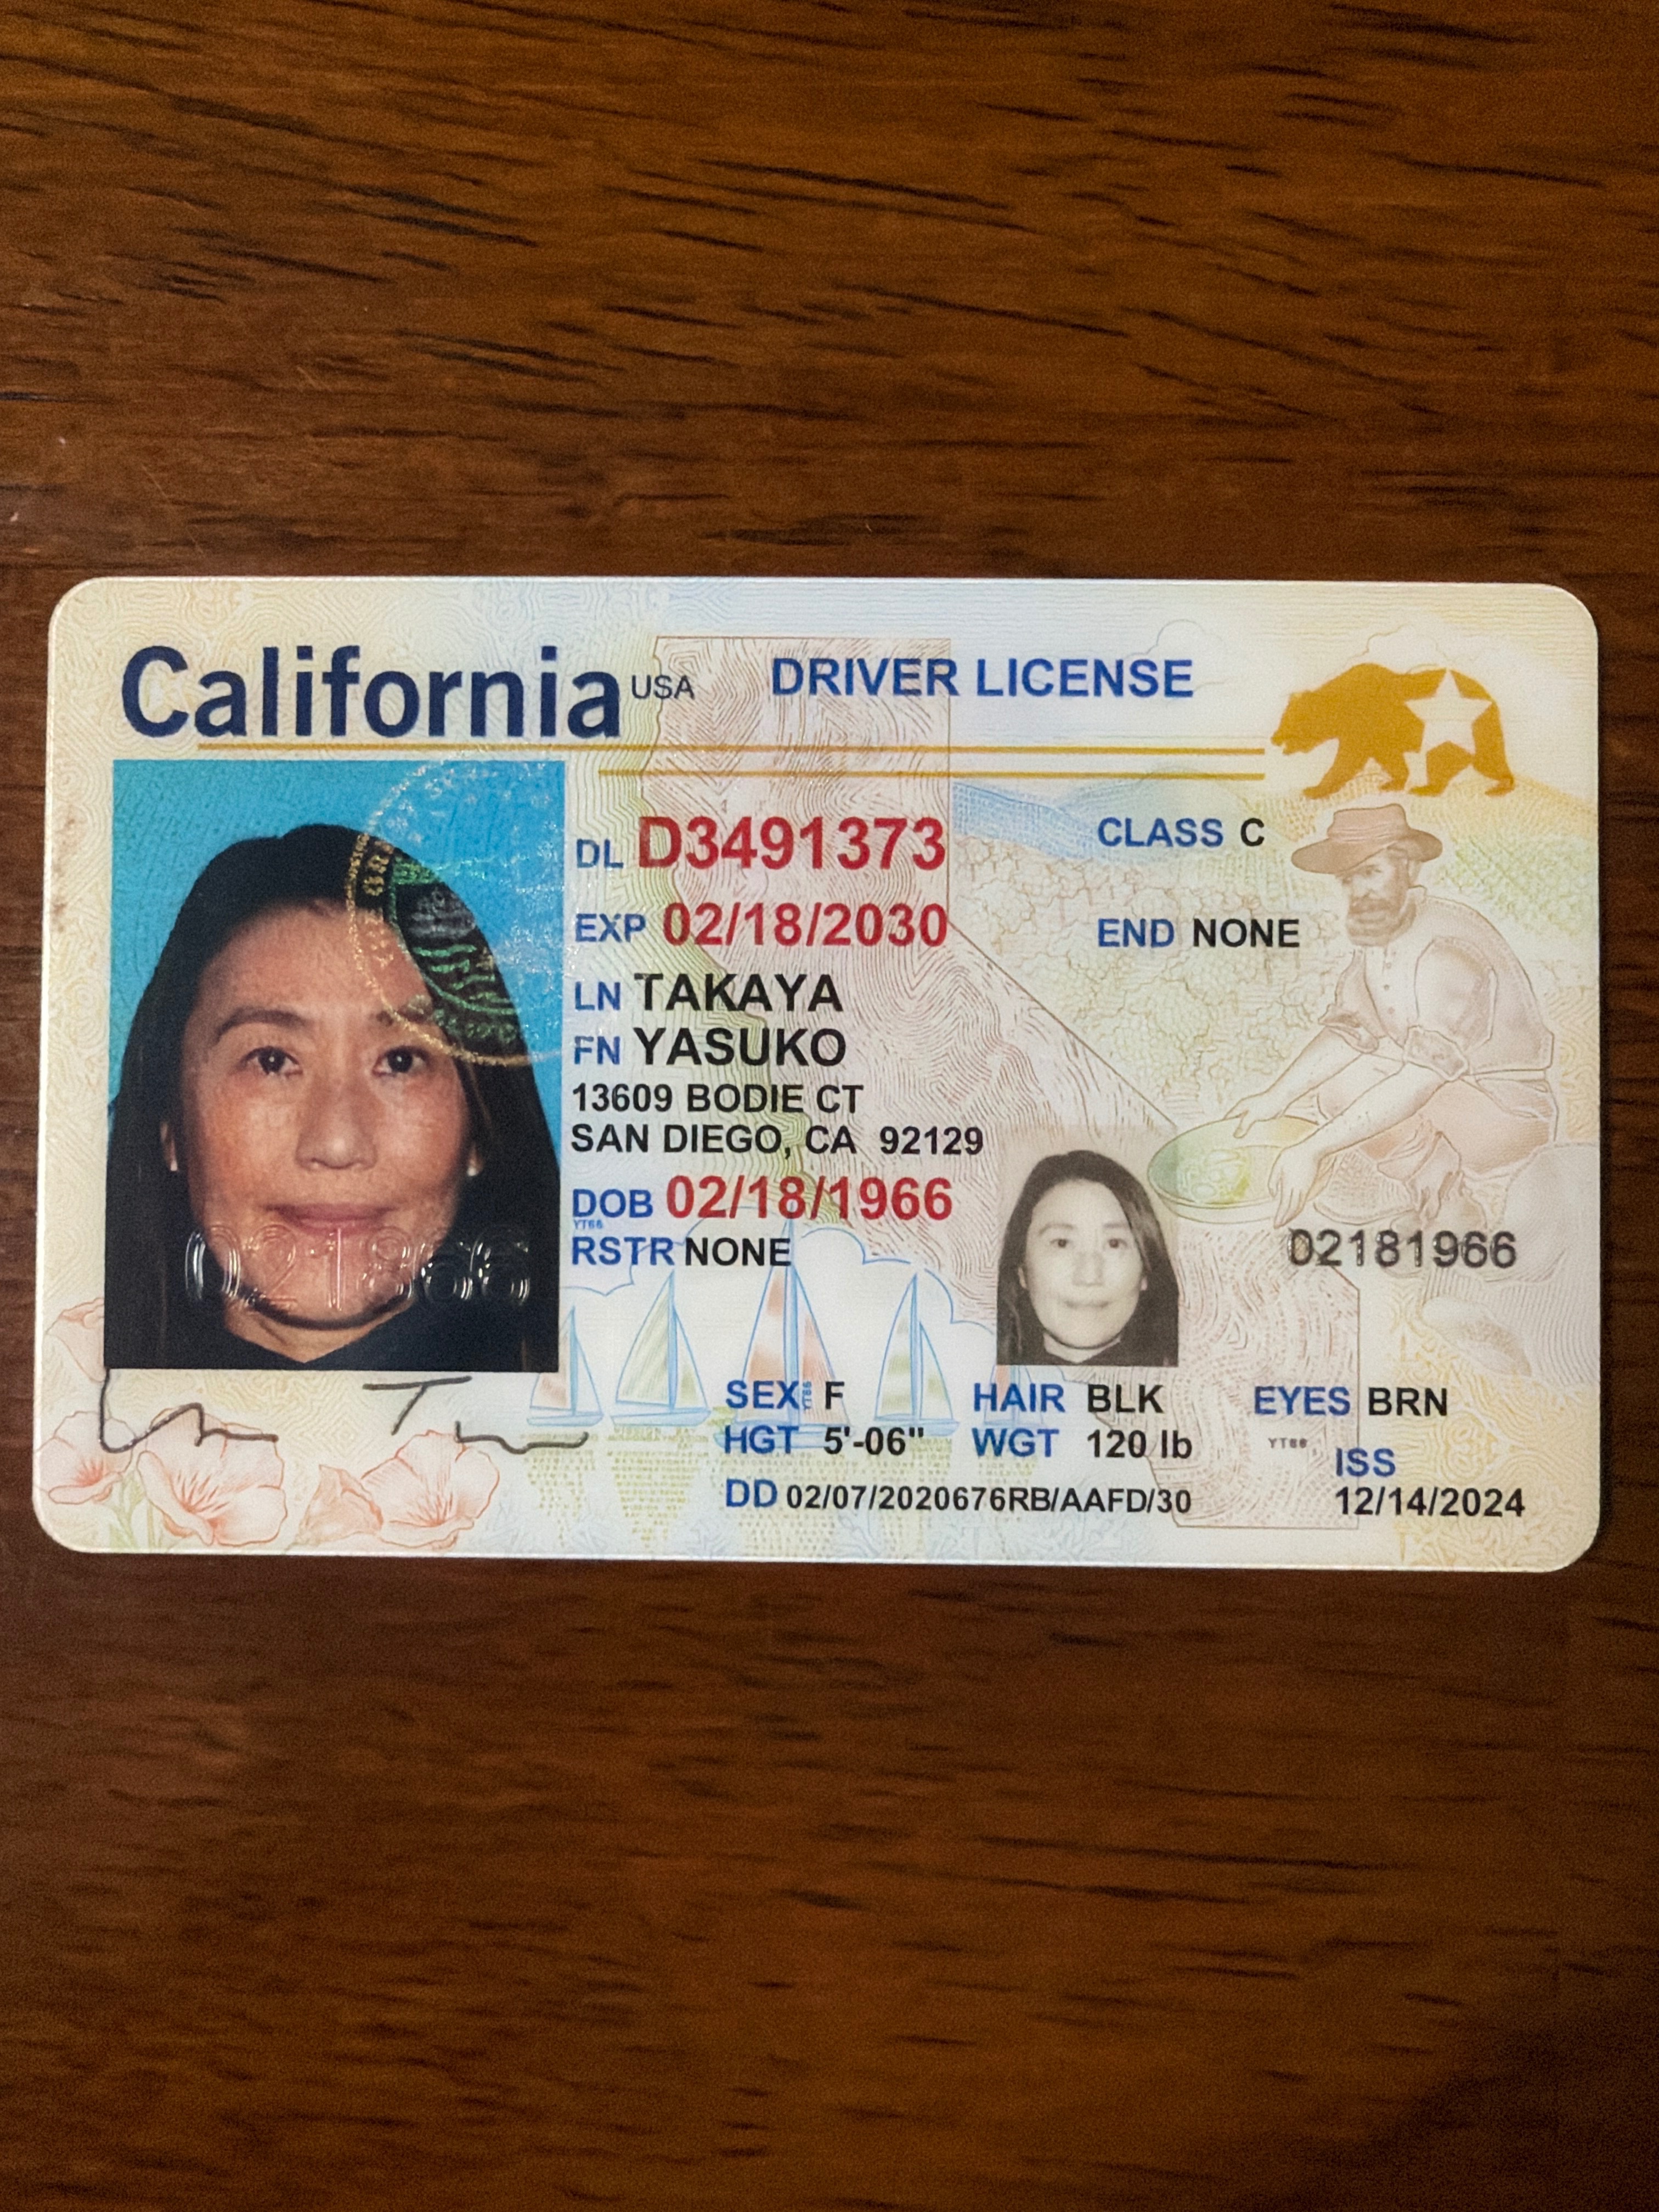 California USA DRIVER LICENSE
DL D3491373
CLASS C
EXP 02/18/2030
END NONE
LN TAKAYA
FN YASUKO
13609 BODIE CT
SAN DIEGO, CA 92129
DOB 02/18/1966
YT66
RSTR NONE
02181966
021866
SEX F
HAIR BLK
EYES BRN
HGT 5'-06"
WGT 120 lb
YT66
ISS
DD 02/07/2020676RB/AAFD/30
12/14/2024